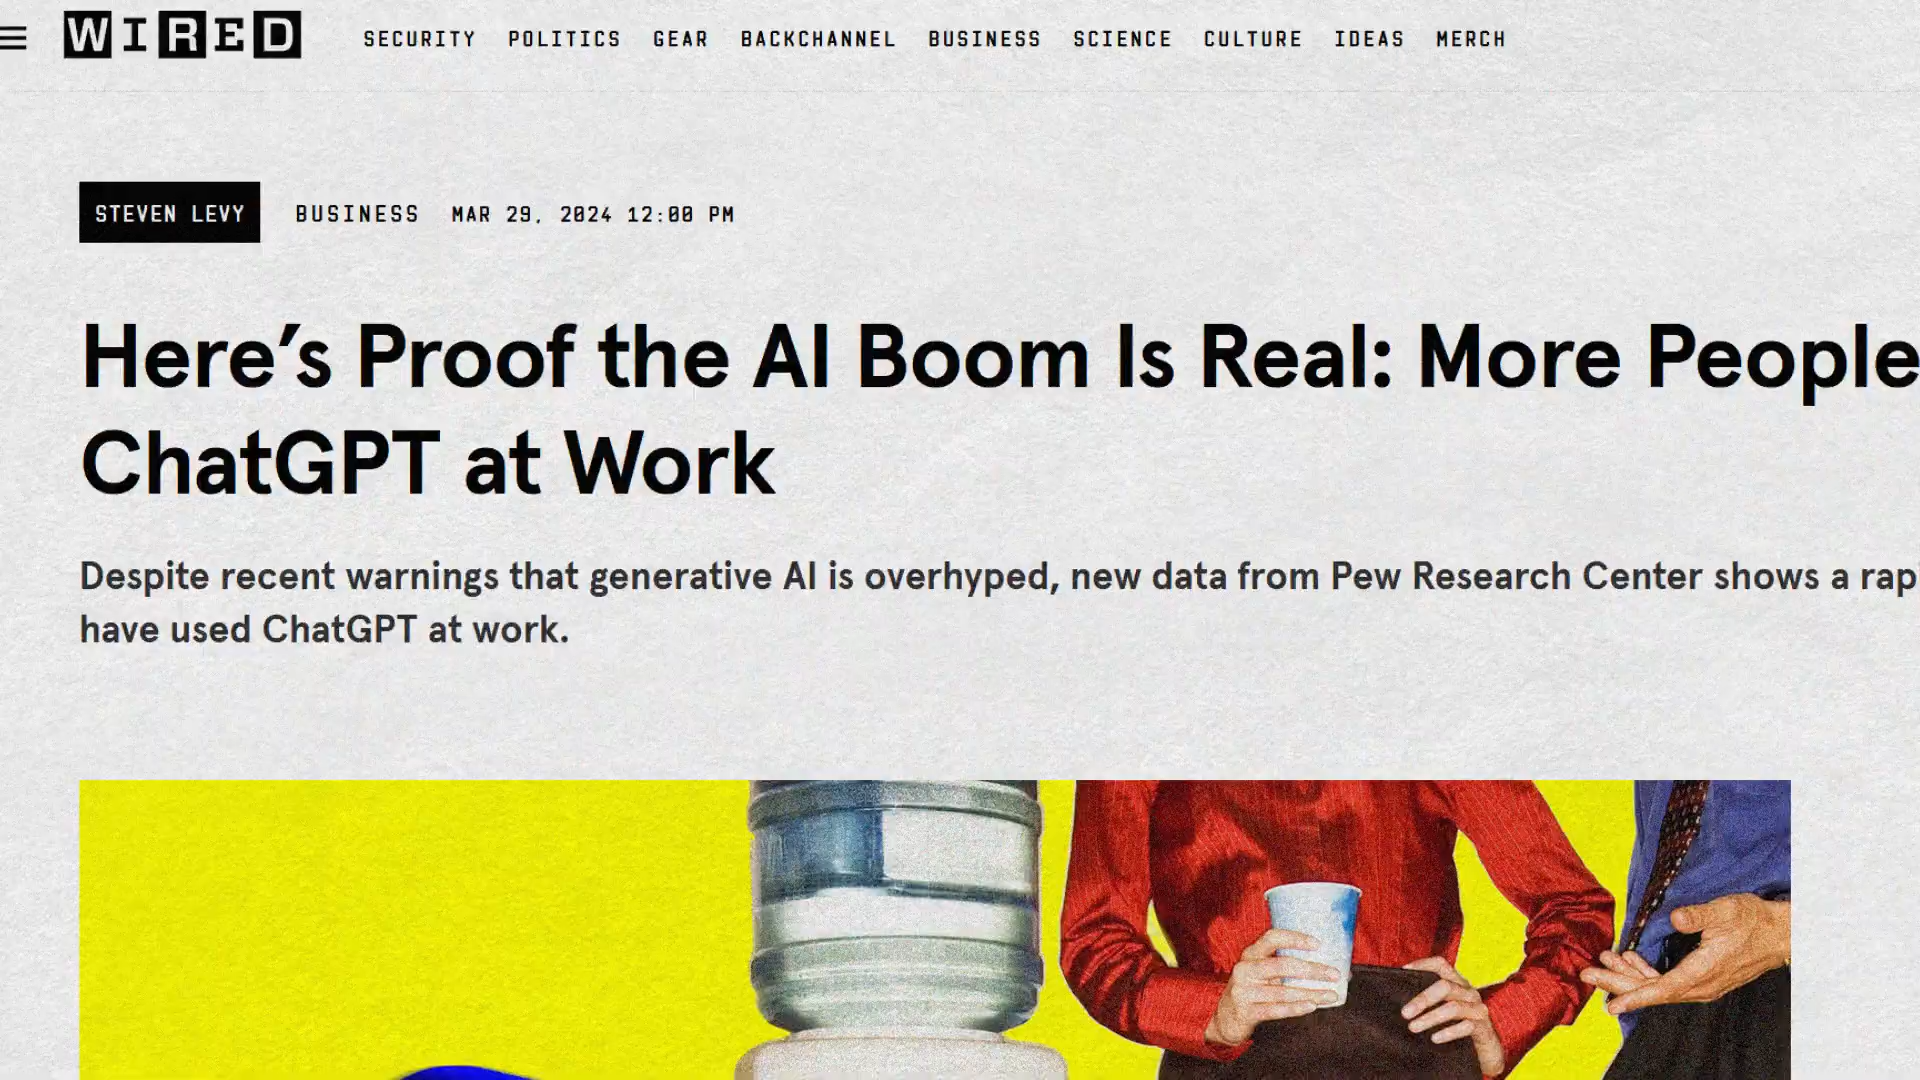 WIRED
SECURITY POLITICS GEAR BACKCHANNEL BUSINESS SCIENCE CULTURE IDEAS MERCH
STEVEN LEVY BUSINESS MAR 29, 2024 12:00 PM
Here’s Proof the AI Boom Is Real: More People
ChatGPT at Work
Despite recent warnings that generative AI is overhyped, new data from Pew Research Center shows a rapi
have used ChatGPT at work.